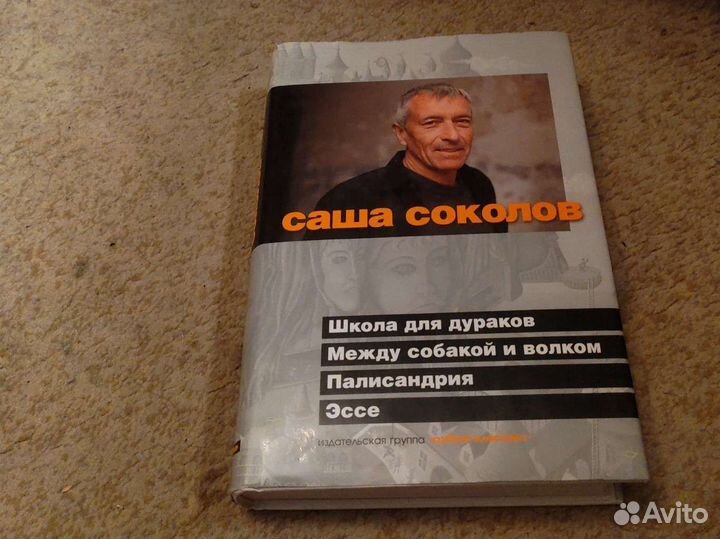 саша соколов
Школа для дураков
Между собакой и волком
Палисандрия
Эссе
издательская группа
Avito